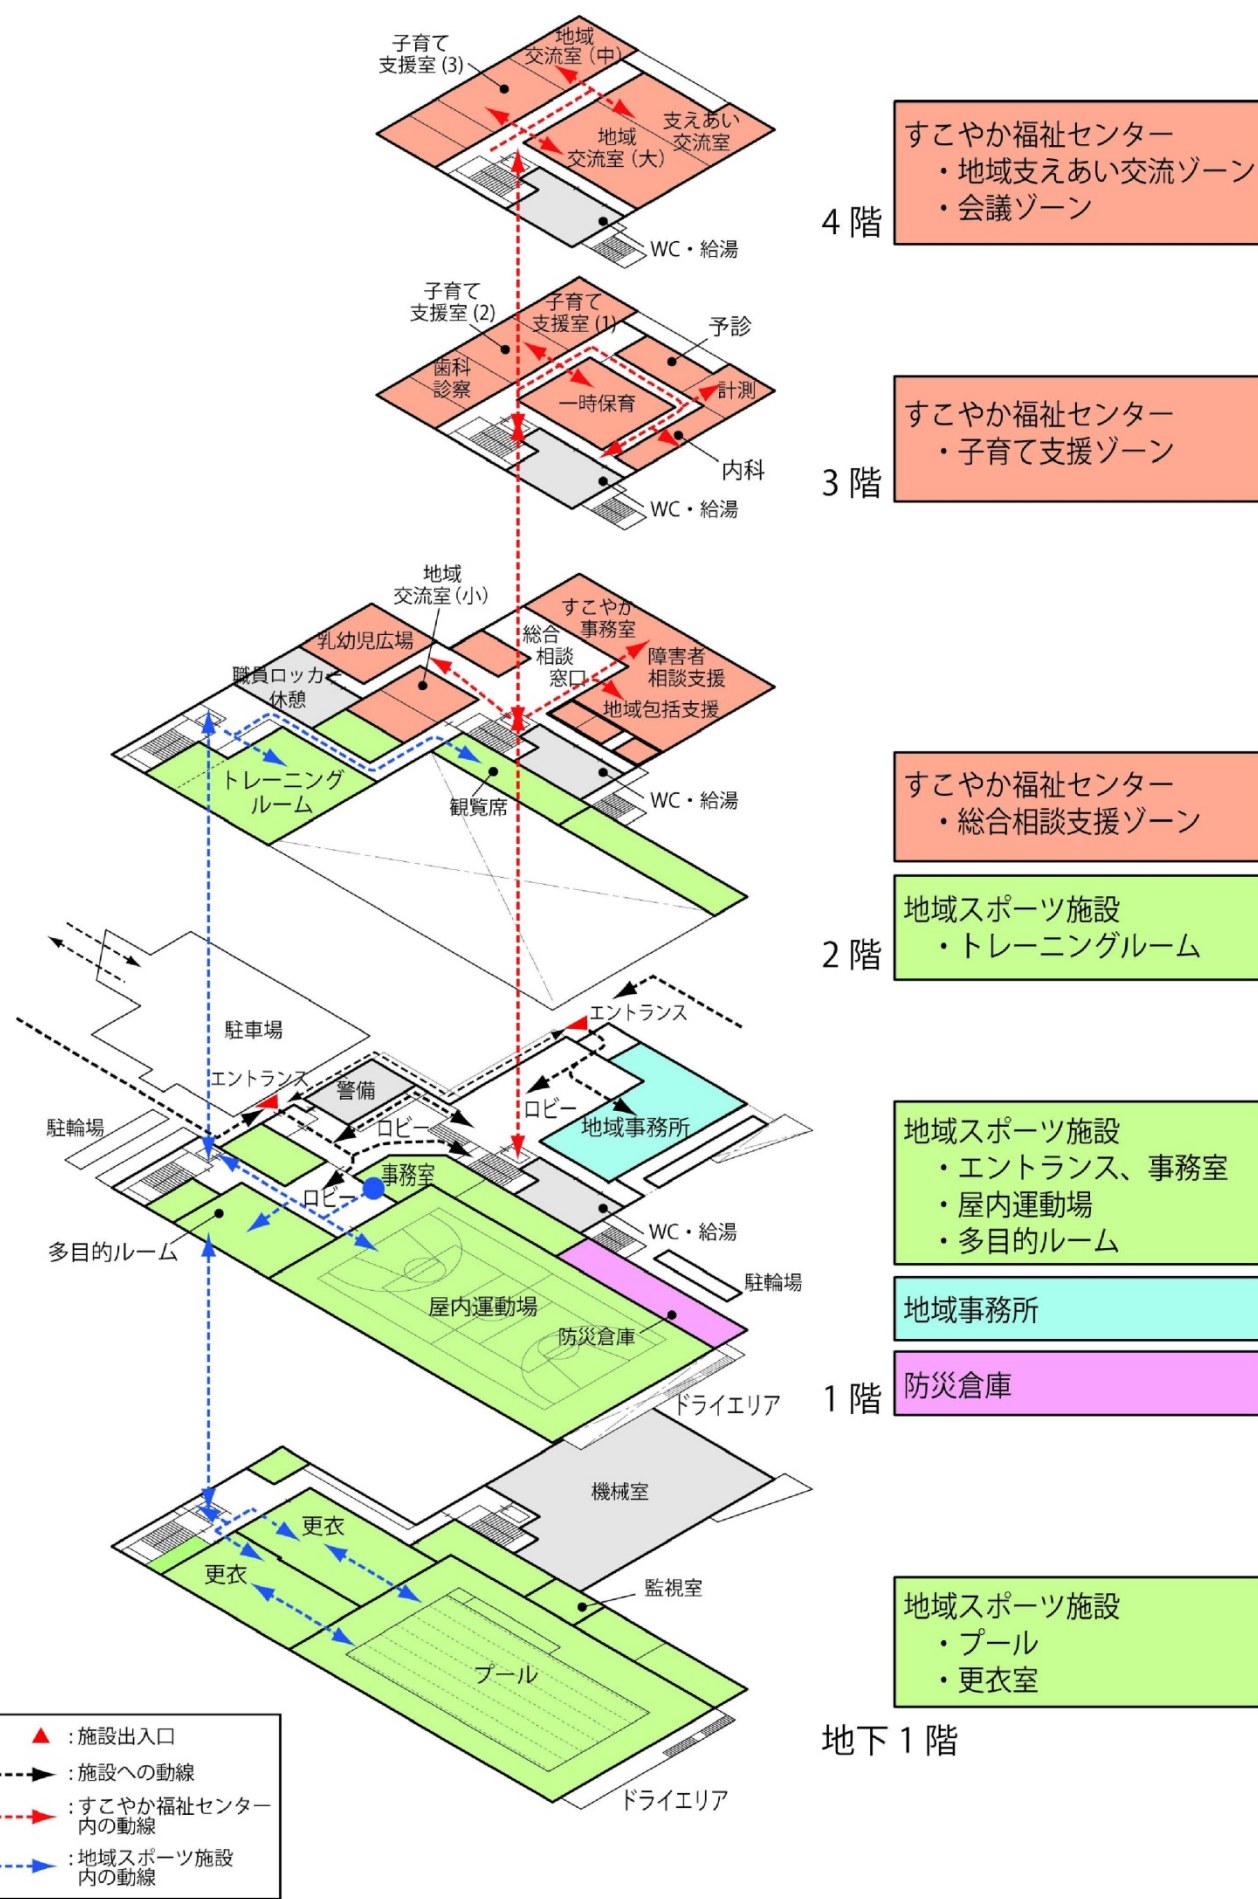 子育て
支援室(3)
地域
交流室(中)
支えあい
交流室
地域
交流室(大)
WC・給湯
4階
すこやか福祉センター
・地域支えあい交流ゾーン
・会議ゾーン
子育て
支援室(2)
子育て
支援室(1)
予診
歯科
診察
一時保育
計測
内科
WC・給湯
3階
すこやか福祉センター
・子育て支援ゾーン
地域
交流室(小)
乳幼児広場
職員ロッカー
休憩
総合
相談
窓口
すこやか
事務室
障害者
相談支援
地域包括支援
トレーニング
ルーム
観覧席
WC・給湯
2階
すこやか福祉センター
・総合相談支援ゾーン
地域スポーツ施設
・トレーニングルーム
駐車場
エントランス
エントランス
警備
ロビー
ロビー
地域事務所
駐輪場
事務室
ロビー
多目的ルーム
WC・給湯
駐輪場
屋内運動場
防災倉庫
ドライエリア
1階
地域スポーツ施設
・エントランス、事務室
・屋内運動場
・多目的ルーム
地域事務所
防災倉庫
機械室
更衣
更衣
監視室
プール
ドライエリア
地下1階
地域スポーツ施設
・プール
・更衣室
:施設出入口
:施設への動線
:すこやか福祉センター
内の動線
:地域スポーツ施設
内の動線